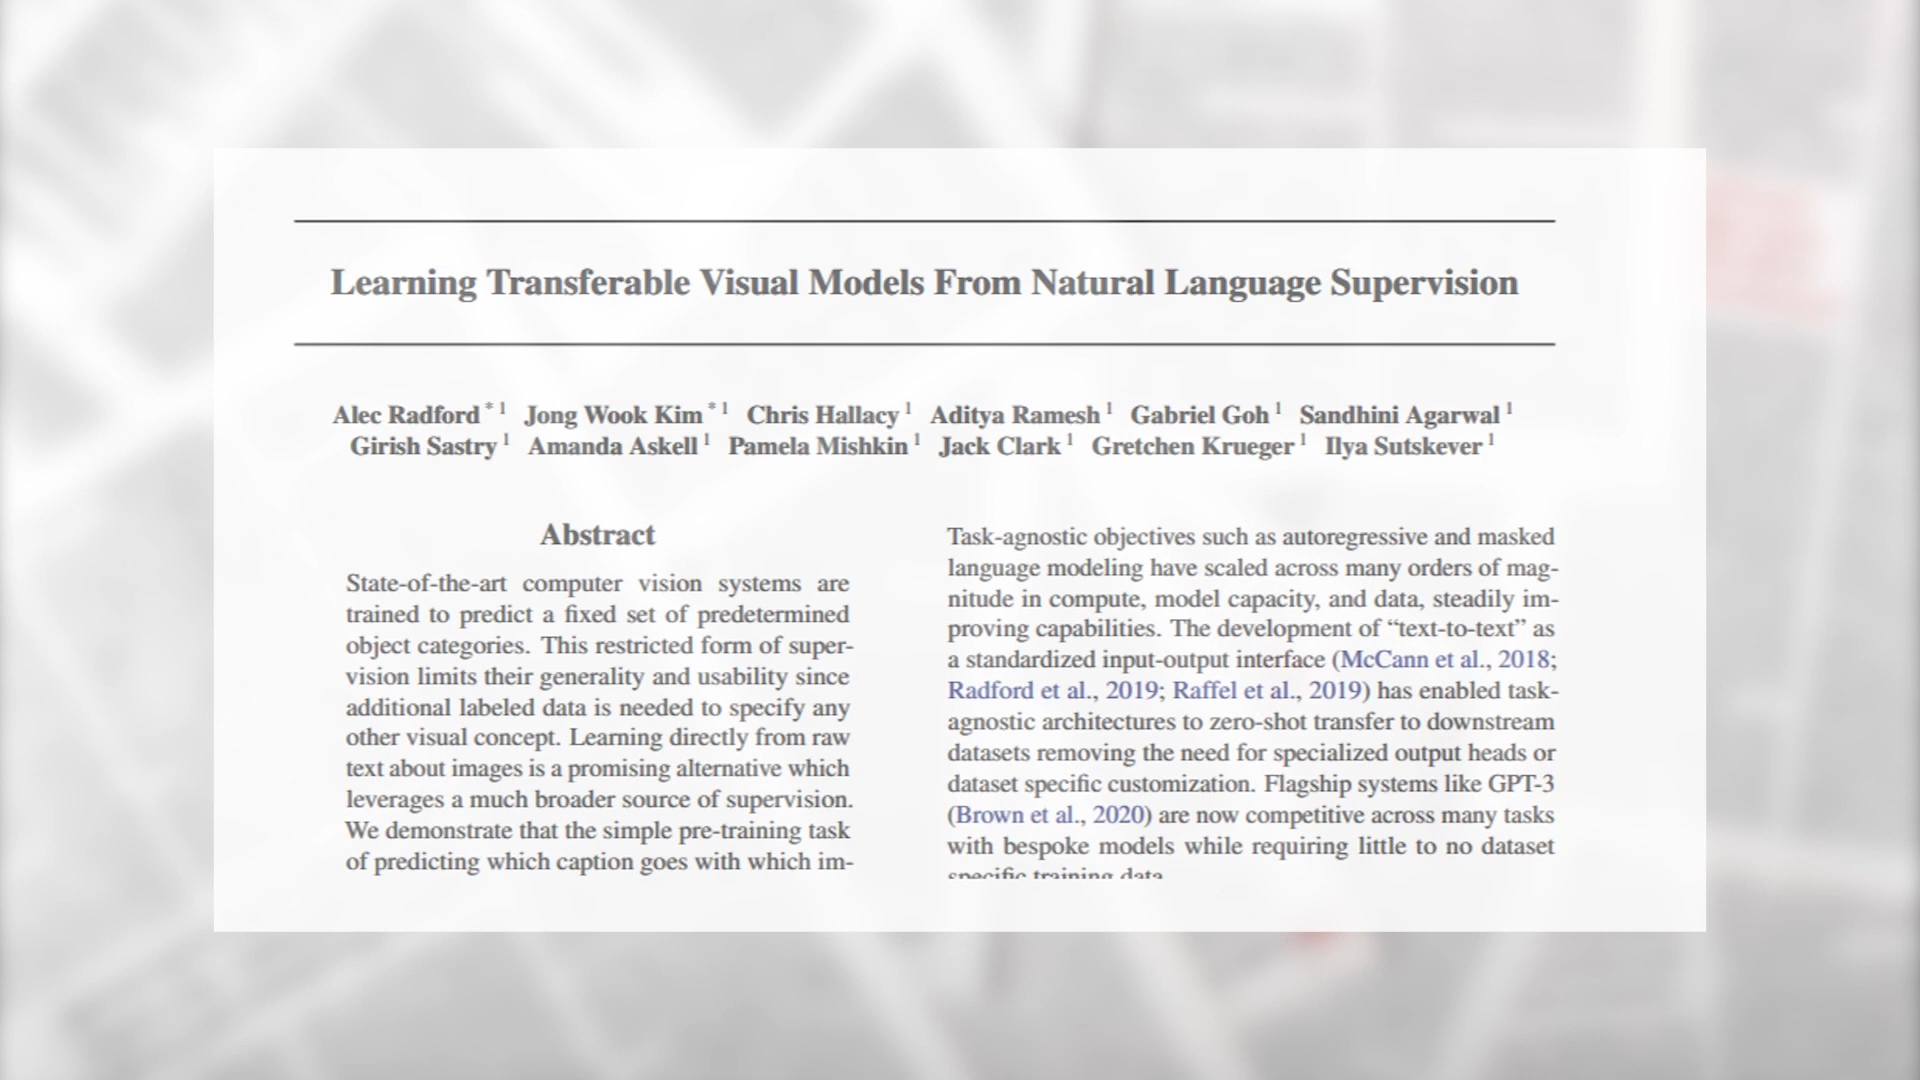 Learning Transferable Visual Models From Natural Language Supervision
Alec Radford * 1 Jong Wook Kim * 1 Chris Hallacy 1 Aditya Ramesh 1 Gabriel Goh 1 Sandhini Agarwal 1
Girish Sastry 1 Amanda Askell 1 Pamela Mishkin 1 Jack Clark 1 Gretchen Krueger 1 Ilya Sutskever 1
Abstract
State-of-the-art computer vision systems are
trained to predict a fixed set of predetermined
object categories. This restricted form of super-
vision limits their generality and usability since
additional labeled data is needed to specify any
other visual concept. Learning directly from raw
text about images is a promising alternative which
leverages a much broader source of supervision.
We demonstrate that the simple pre-training task
of predicting which caption goes with which im-
Task-agnostic objectives such as autoregressive and masked
language modeling have scaled across many orders of mag-
nitude in compute, model capacity, and data, steadily im-
proving capabilities. The development of “text-to-text” as
a standardized input-output interface (McCann et al., 2018;
Radford et al., 2019; Raffel et al., 2019) has enabled task-
agnostic architectures to zero-shot transfer to downstream
datasets removing the need for specialized output heads or
dataset specific customization. Flagship systems like GPT-3
(Brown et al., 2020) are now competitive across many tasks
with bespoke models while requiring little to no dataset
specific training data